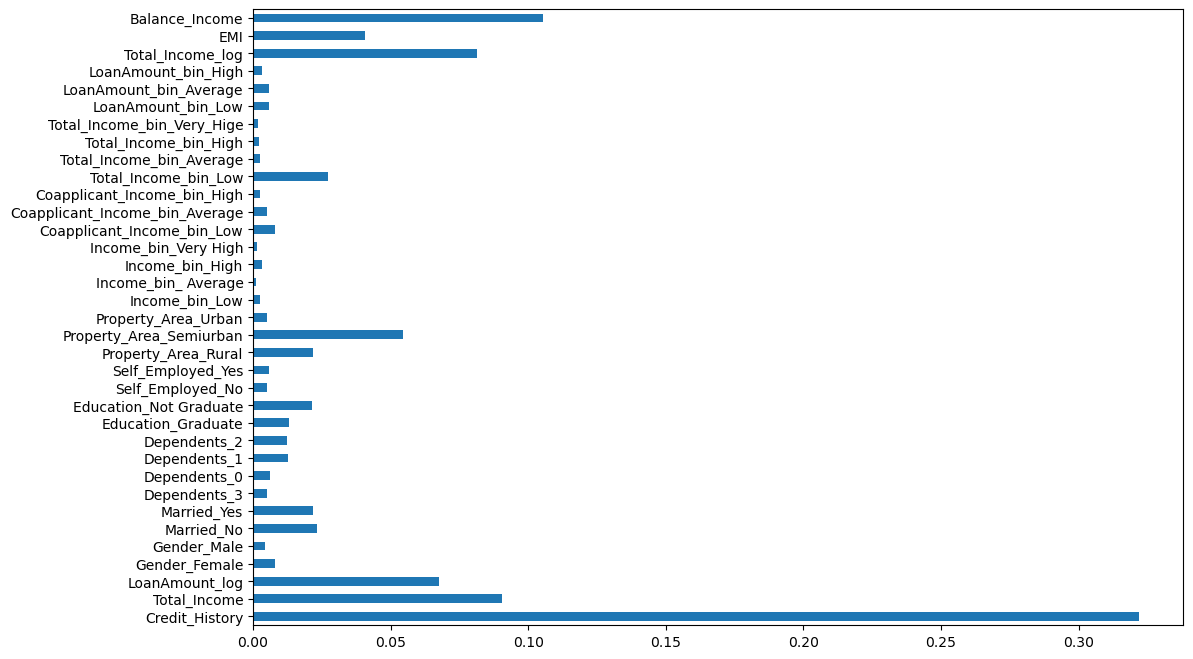 Balance_Income
EMI
Total_Income_log
LoanAmount_bin_High
LoanAmount_bin_Average
LoanAmount_bin_Low
Total_Income_bin_Very_Hige
Total_Income_bin_High
Total_Income_bin_Average
Total_Income_bin_Low
Coapplicant_Income_bin_High
Coapplicant_Income_bin_Average
Coapplicant_Income_bin_Low
Income_bin_Very High
Income_bin_High
Income_bin_ Average
Income_bin_Low
Property_Area_Urban
Property_Area_Semiurban
Property_Area_Rural
Self_Employed_Yes
Self_Employed_No
Education_Not Graduate
Education_Graduate
Dependents_2
Dependents_1
Dependents_0
Dependents_3
Married_Yes
Married_No
Gender_Male
Gender_Female
LoanAmount_log
Total_Income
Credit_History
0.00 0.05 0.10 0.15 0.20 0.25 0.30